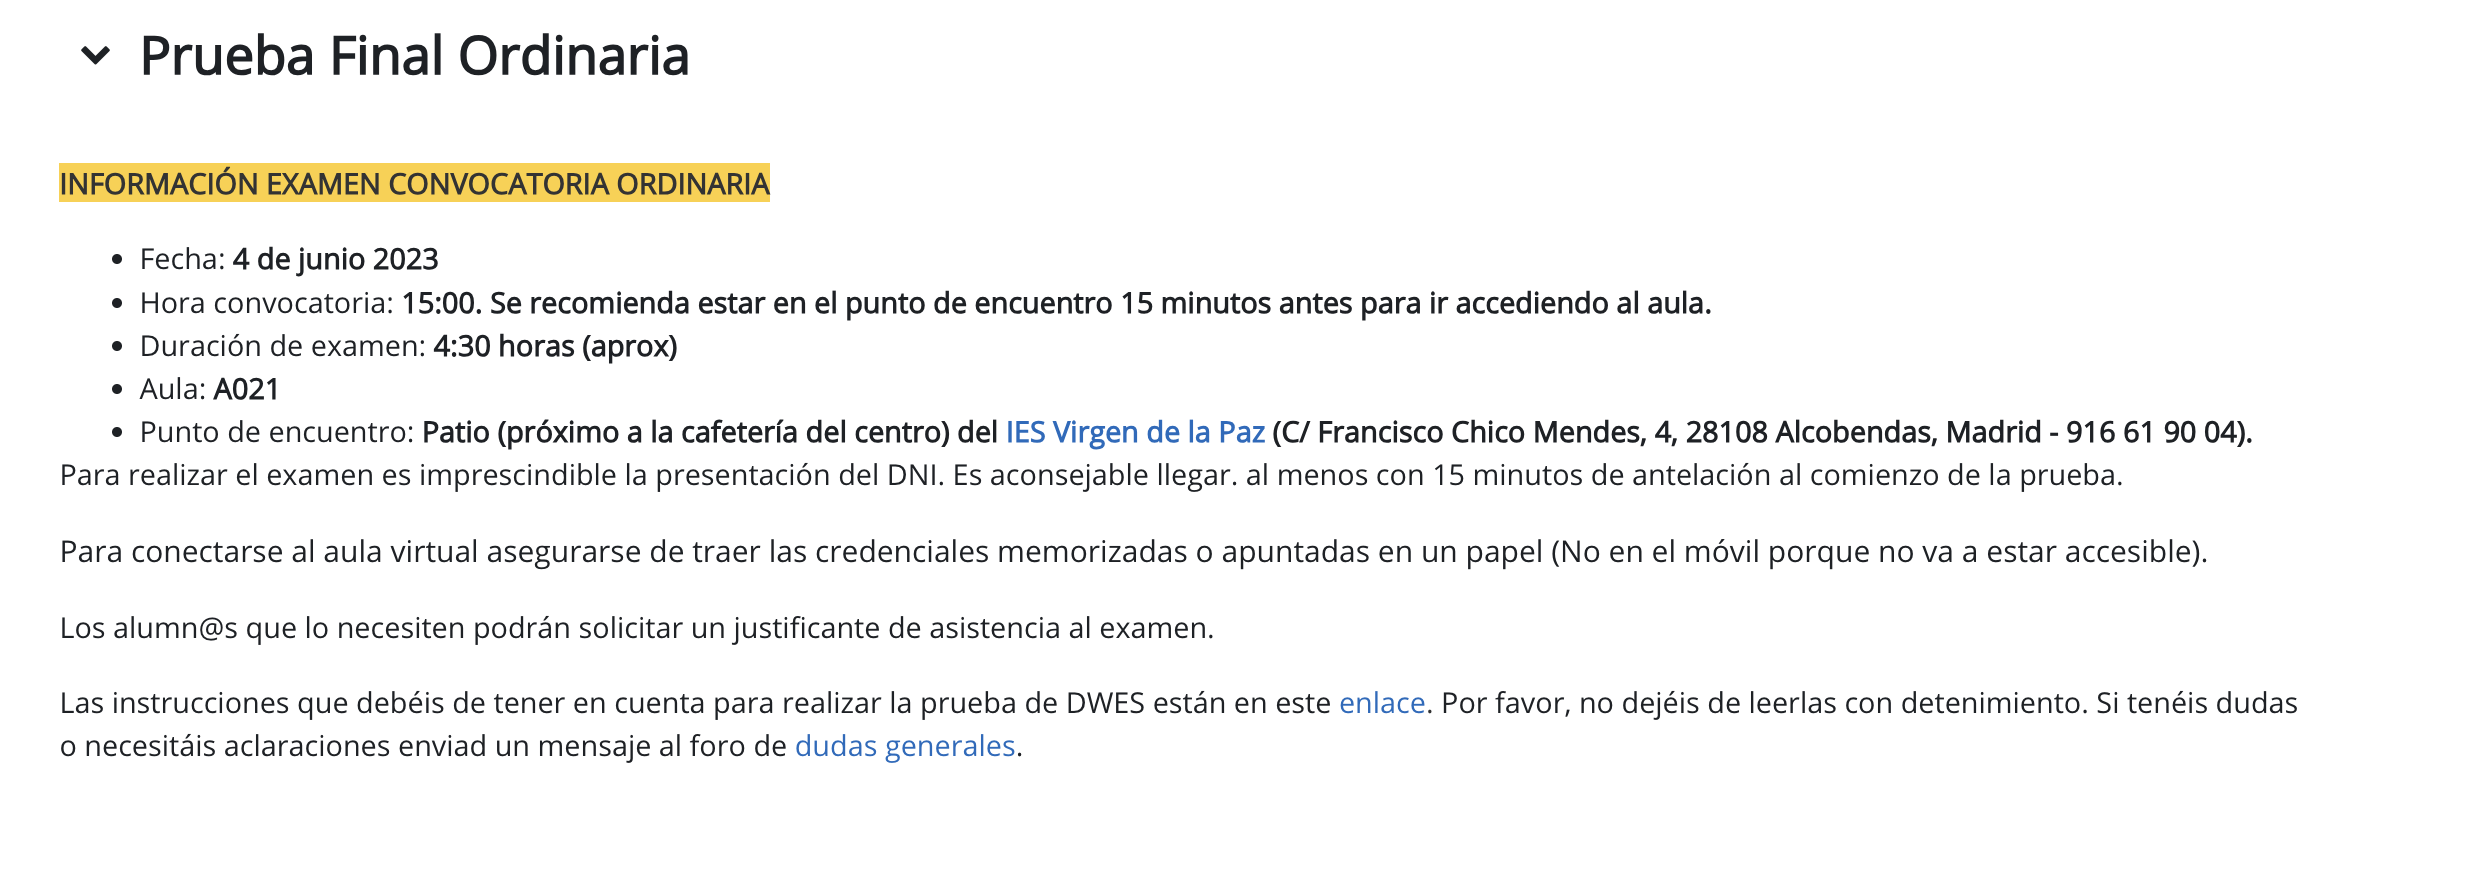 Prueba Final Ordinaria
INFORMACIÓN EXAMEN CONVOCATORIA ORDINARIA
• Fecha: 4 de junio 2023
• Hora convocatoria: 15:00. Se recomienda estar en el punto de encuentro 15 minutos antes para ir accediendo al aula.
• Duración de examen: 4:30 horas (aprox)
• Aula: A021
• Punto de encuentro: Patio (próximo a la cafetería del centro) del IES Virgen de la Paz (C/ Francisco Chico Mendes, 4, 28108 Alcobendas, Madrid - 916 61 90 04).
Para realizar el examen es imprescindible la presentación del DNI. Es aconsejable llegar. al menos con 15 minutos de antelación al comienzo de la prueba.
Para conectarse al aula virtual asegurarse de traer las credenciales memorizadas o apuntadas en un papel (No en el móvil porque no va a estar accesible).
Los alumn@s que lo necesiten podrán solicitar un justificante de asistencia al examen.
Las instrucciones que debéis de tener en cuenta para realizar la prueba de DWES están en este enlace. Por favor, no dejéis de leerlas con detenimiento. Si tenéis dudas
o necesitáis aclaraciones enviad un mensaje al foro de dudas generales.